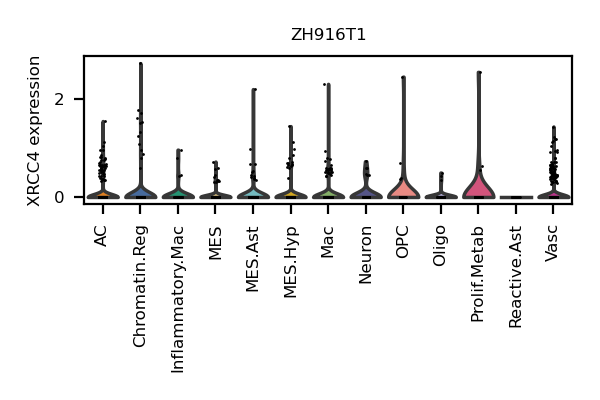 ZH916T1
XRCC4 expression
2
0
AC
Chromatin.Reg
Inflammatory.Mac
MES
MES.Ast
MES.Hyp
Mac
Neuron
OPC
Oligo
Prolif.Metab
Reactive.Ast
Vasc